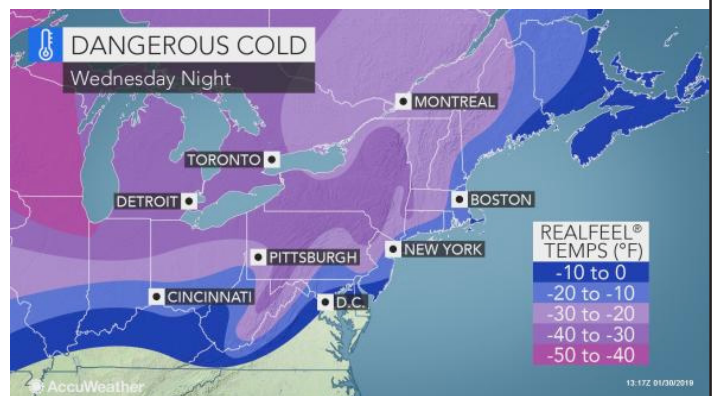 DANGEROUS COLD
Wednesday Night
MONTREAL
TORONTO
DETROIT
BOSTON
PITTSBURGH
NEW YORK
CINCINNATI
D.C.
REALFEEL®
TEMPS (°F)
-10 to 0
-20 to -10
-30 to -20
-40 to -30
-50 to -40
AccuWeather
13:17Z 01/30/2019